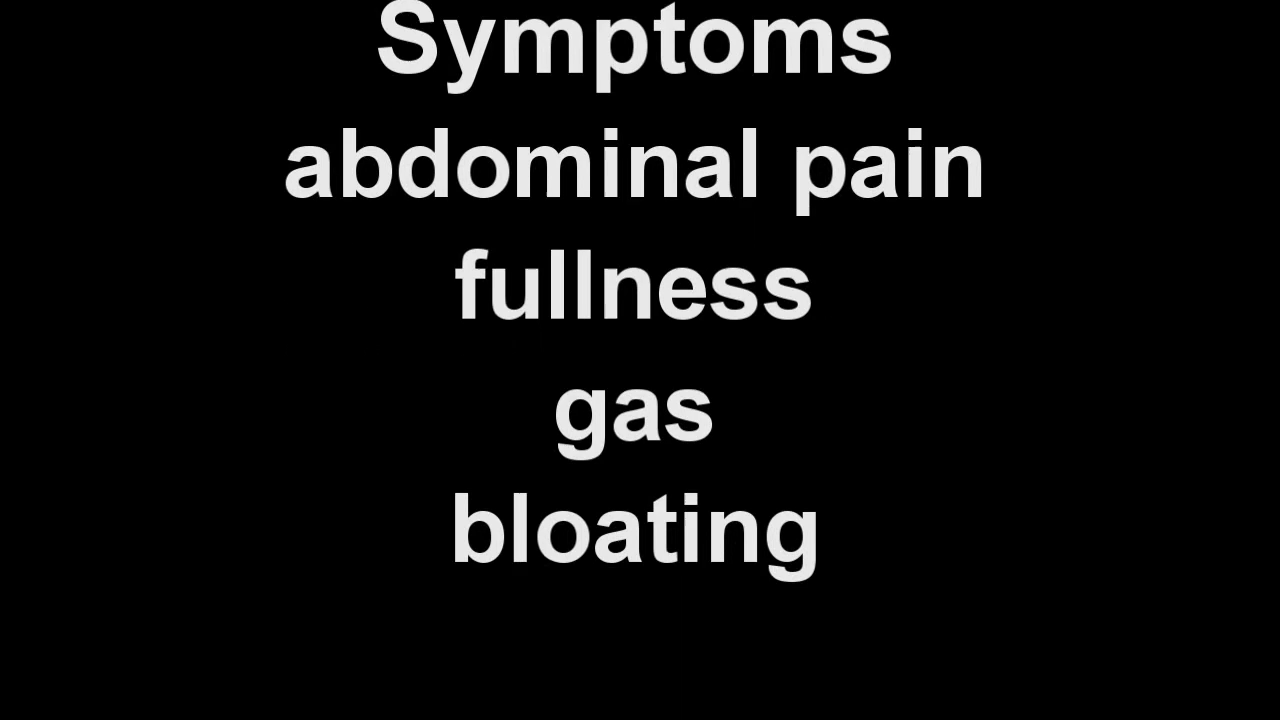 Symptoms
abdominal pain
fullness
gas
bloating